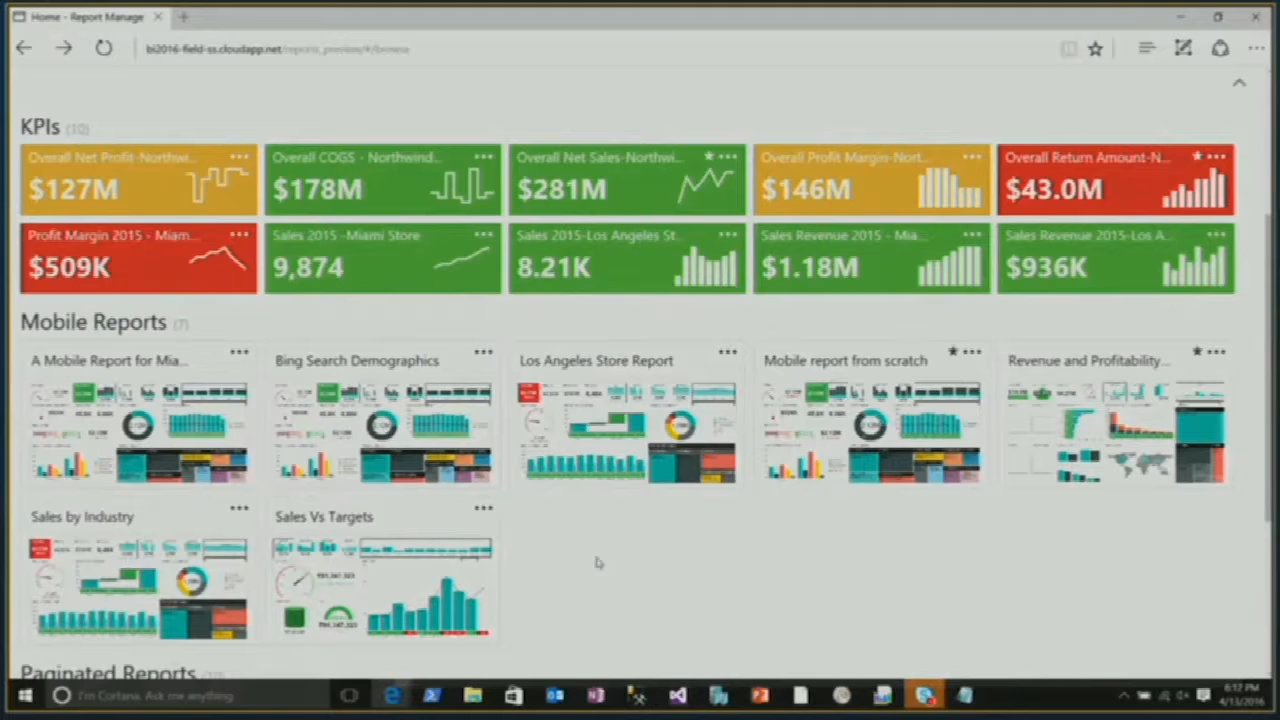 Home - Report Manage
bi2016-field-ss.cloudapp.net/reports_preview/#/browse
KPIs (10)
Overall Net Profit-Northwi...
$127M
Overall COGS - Northwind...
$178M
Overall Net Sales-Northwi...
$281M
Overall Profit Margin-Nort...
$146M
Overall Return Amount-N...
$43.0M
Profit Margin 2015 - Miam...
$509K
Sales 2015 -Miami Store
9,874
Sales 2015-Los Angeles St...
8.21K
Sales Revenue 2015 - Mia...
$1.18M
Sales Revenue 2015-Los A...
$936K
Mobile Reports (7)
A Mobile Report for Mia...
Bing Search Demographics
Los Angeles Store Report
Mobile report from scratch
Revenue and Profitability...
Sales by Industry
Sales Vs Targets
Paginated Reports
I'm Cortana. Ask me anything.
6:12 PM
4/13/2016